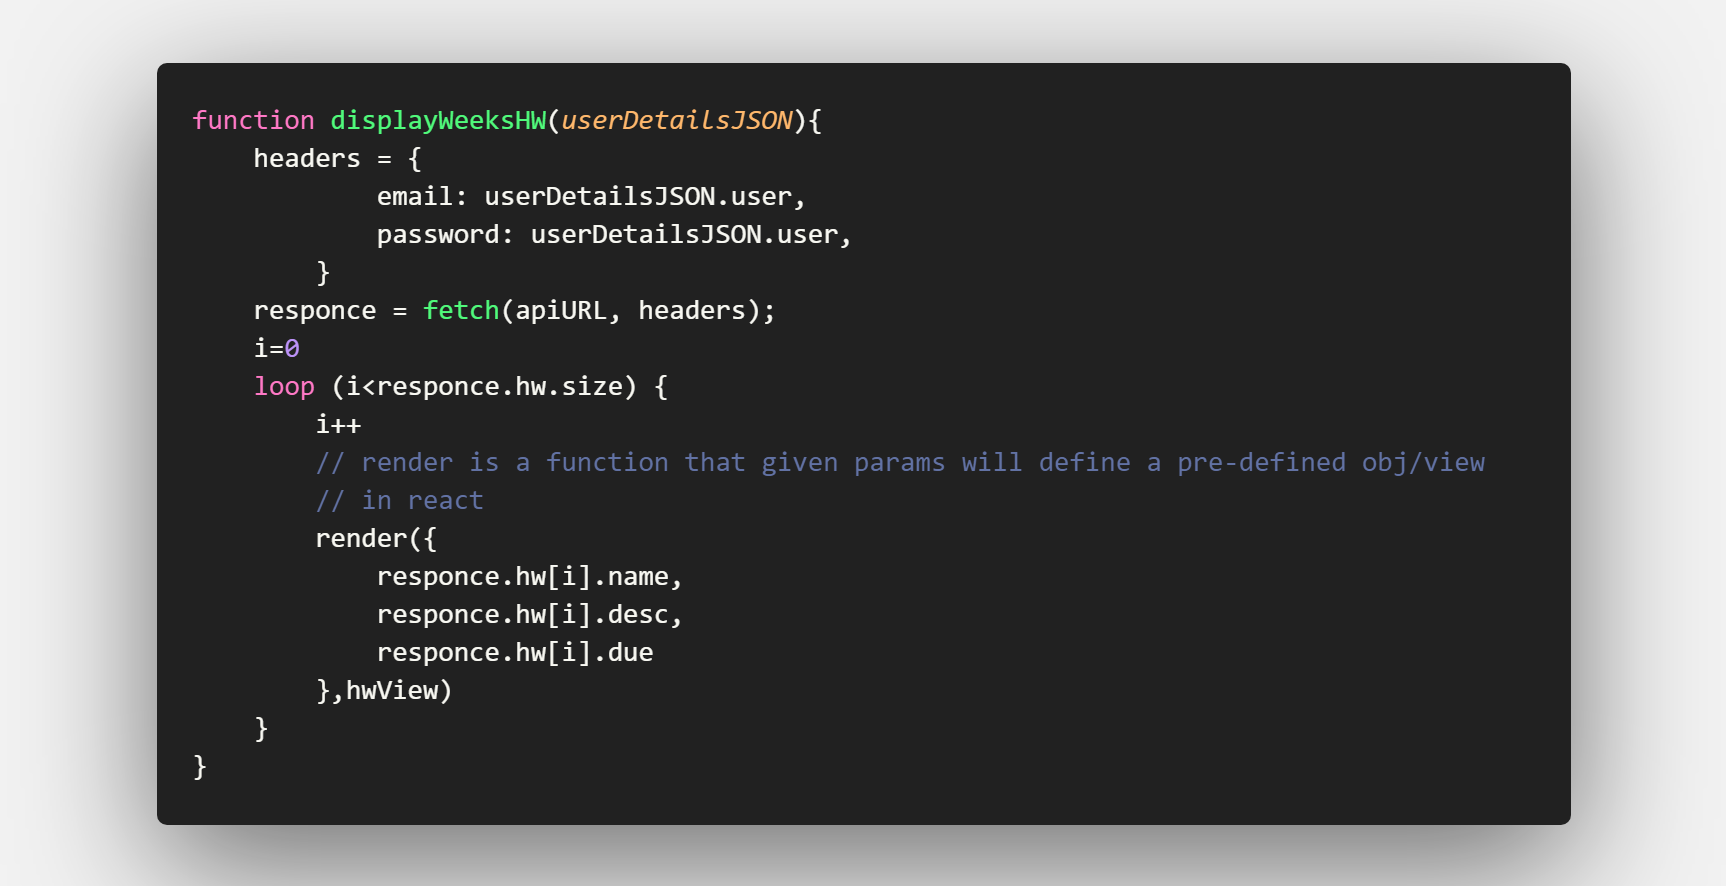 function displayWeeksHW(userDetailsJSON){
    headers = {
            email: userDetailsJSON.user,
            password: userDetailsJSON.user,
        }
    responce = fetch(apiURL, headers);
    i=0
    loop (i<responce.hw.size) {
        i++
        // render is a function that given params will define a pre-defined obj/view
        // in react
        render({
            responce.hw[i].name,
            responce.hw[i].desc,
            responce.hw[i].due
        },hwView)
    }
}